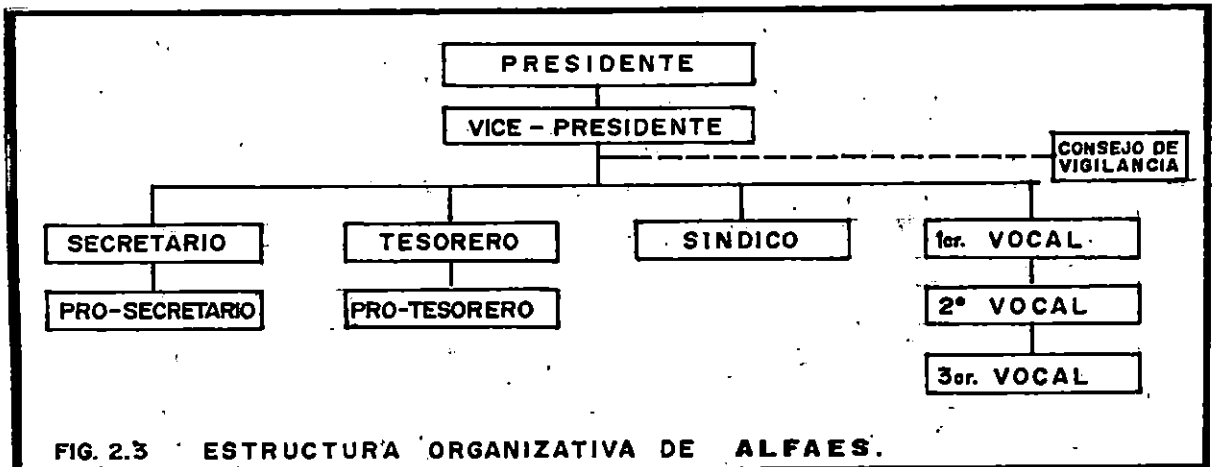 PRESIDENTE
VICE - PRESIDENTE
CONSEJO DE
VIGILANCIA
SECRETARIO
TESORERO
SINDICO
1er. VOCAL
PRO-SECRETARIO
PRO-TESORERO
2º VOCAL
3er. VOCAL
FIG. 2.3 ESTRUCTURA ORGANIZATIVA DE ALFAES.